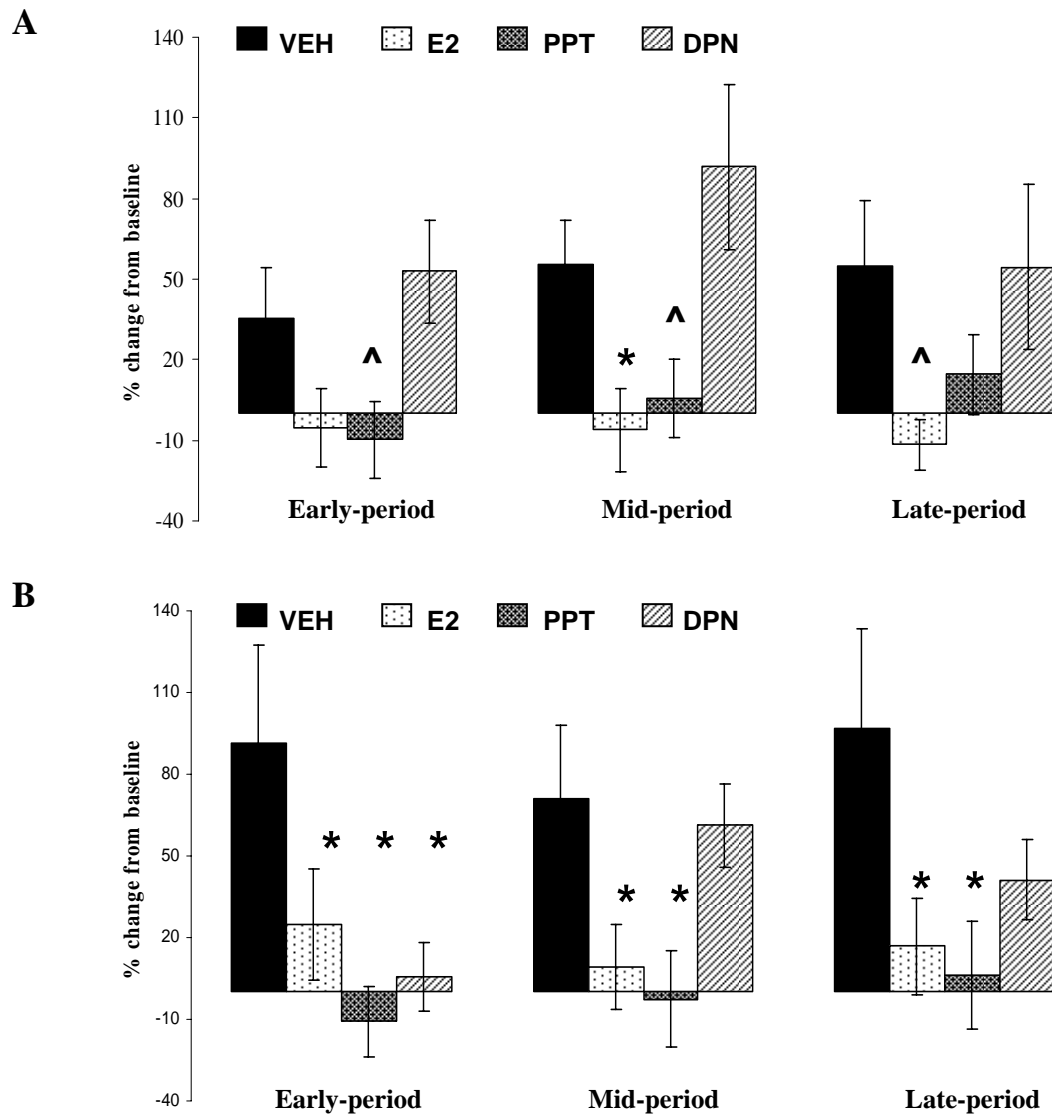 A
140 VEH E2 PPT DPN
110
80
50
20
-10
-40
% change from baseline
^
* ^
^
Early-period Mid-period Late-period
B
140 VEH E2 PPT DPN
110
80
50
20
-10
-40
% change from baseline
* * *
* *
* *
Early-period Mid-period Late-period